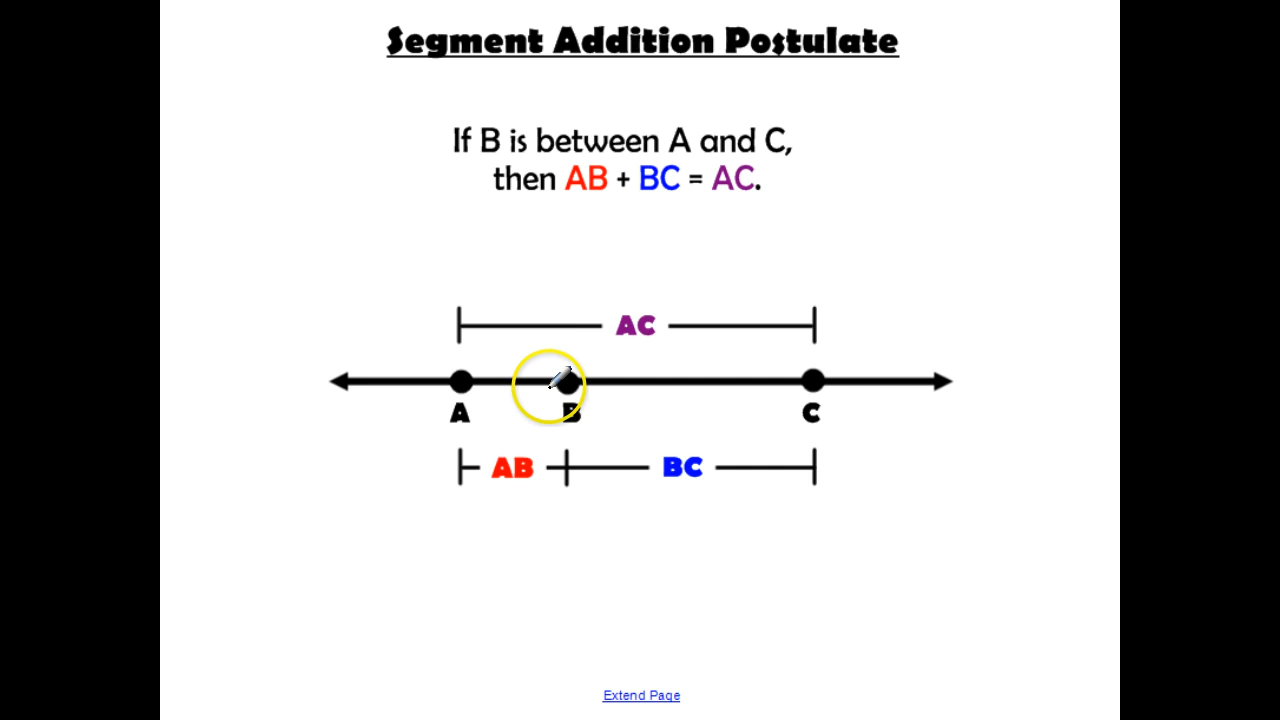 Segment Addition Postulate
If B is between A and C,
then AB + BC = AC.
AC
A B C
AB BC
Extend Page